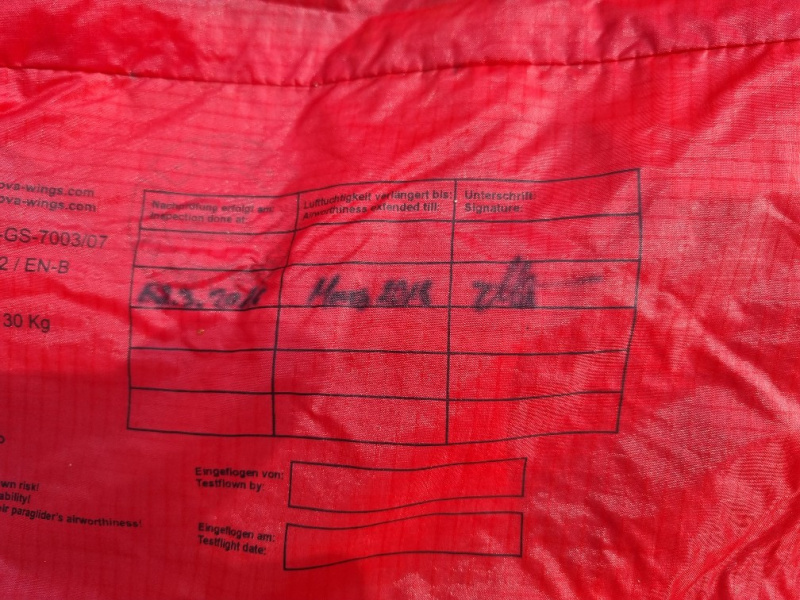 ova-wings.com
ova-wings.com
-GS-7003/07
2 / EN-B
30 Kg
wn risk!
ability!
ir paraglider's airworthiness!
Nachprüfung erfolgt am:
Inspection done at:
Lufttüchtigkeit verlängert bis:
Airworthiness extended till:
Unterschrift:
Signature:
Eingeflogen von:
Testflown by:
Eingeflogen am:
Testflight date: